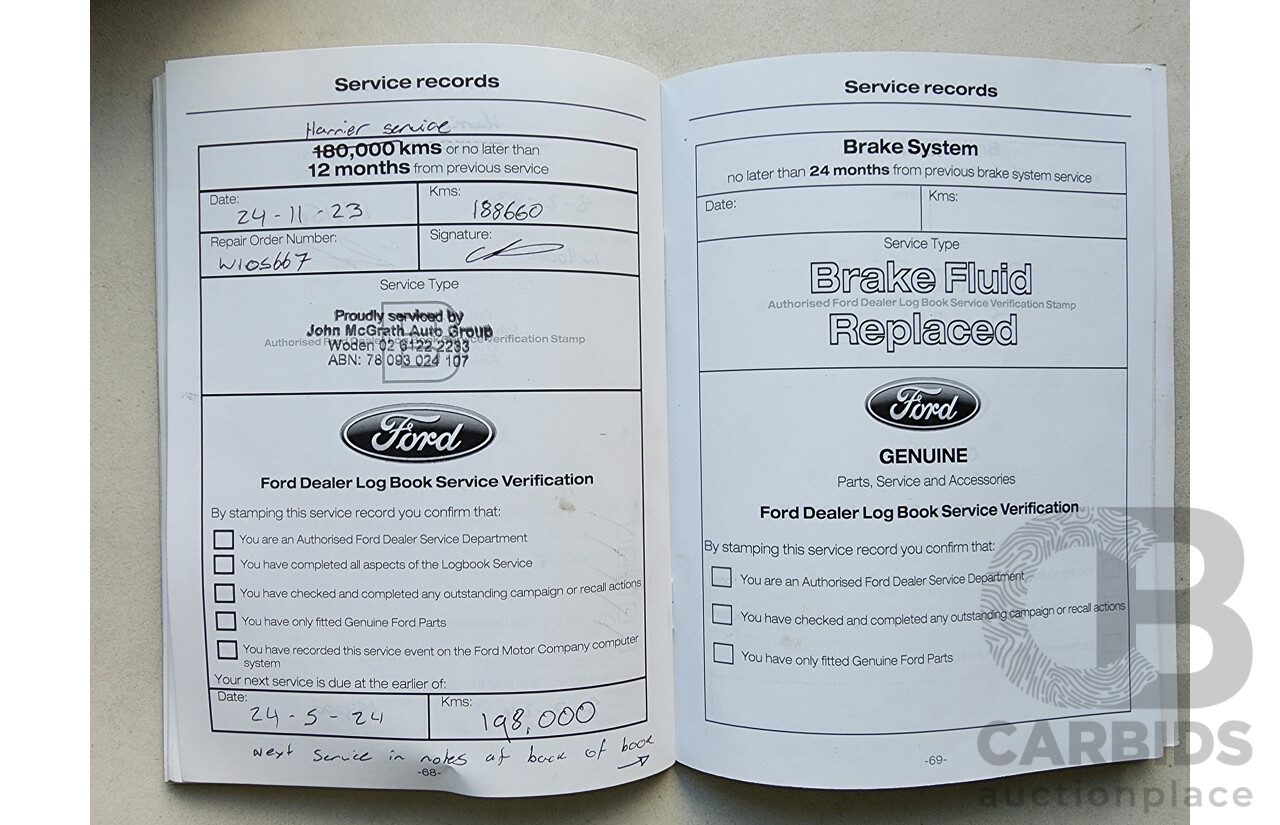 Service records
Harrier service
180,000 kms or no later than
12 months from previous service
Date:
24-11-23
Kms:
188660
Repair Order Number:
W105667
Signature:
Service Type
Proudly serviced by
John McGrath Auto Group
Authorised Ford Dealer Log Book Service Verification Stamp
Woden 02 6122 2233
ABN: 78 093 024 107
Ford
Ford Dealer Log Book Service Verification
By stamping this service record you confirm that:
You are an Authorised Ford Dealer Service Department
You have completed all aspects of the Logbook Service
You have checked and completed any outstanding campaign or recall actions
You have only fitted Genuine Ford Parts
You have recorded this service event on the Ford Motor Company computer
system
Your next service is due at the earlier of:
Date:
24-5-24
Kms:
198,000
Next Service in notes at back of book
-68-
Service records
Brake System
no later than 24 months from previous brake system service
Date:
Kms:
Service Type
Brake Fluid
Authorised Ford Dealer Log Book Service Verification Stamp
Replaced
Ford
GENUINE
Parts, Service and Accessories
Ford Dealer Log Book Service Verification
By stamping this service record you confirm that:
You are an Authorised Ford Dealer Service Department
You have checked and completed any outstanding campaign or recall actions
You have only fitted Genuine Ford Parts
-69-
CB
CARBIDS
auctionplace